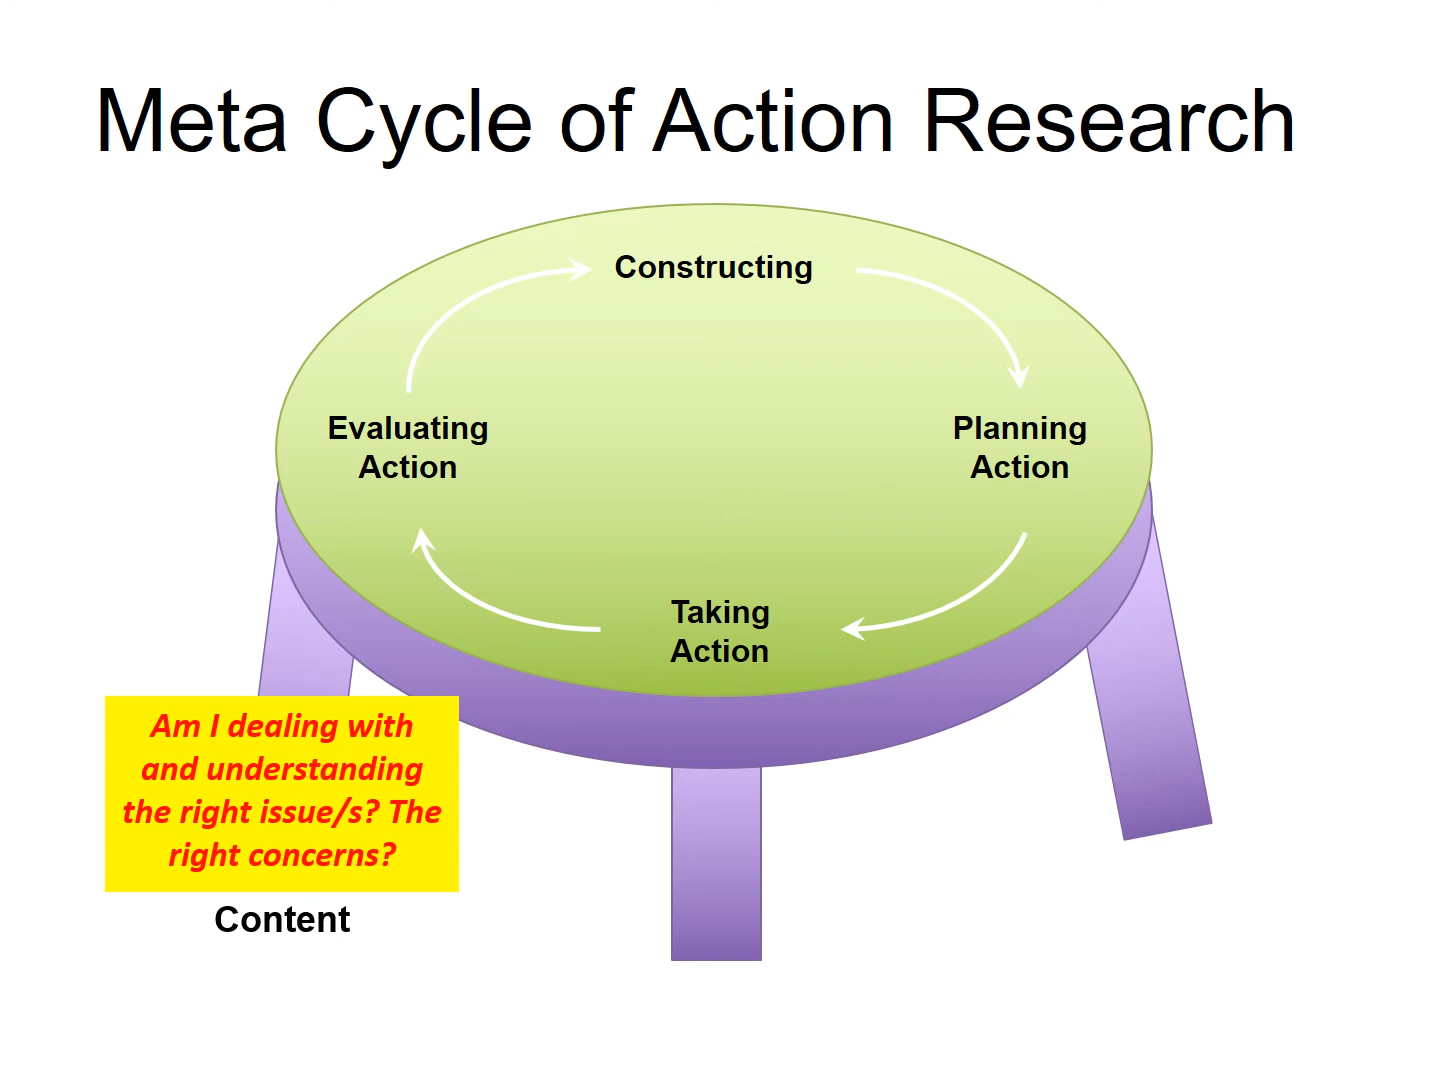 Meta Cycle of Action Research
Constructing
Evaluating
Action
Planning
Action
Taking
Action
Am I dealing with
and understanding
the right issue/s? The
right concerns?
Content